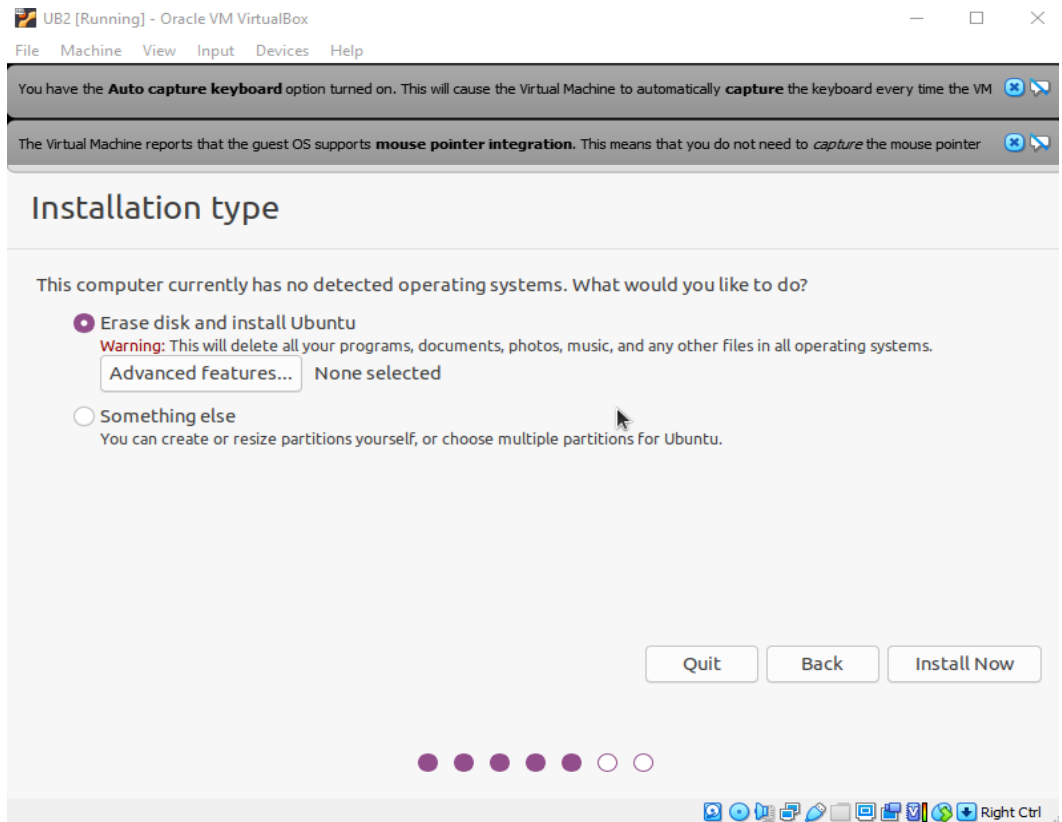 UB2 [Running] - Oracle VM VirtualBox
File Machine View Input Devices Help
You have the Auto capture keyboard option turned on. This will cause the Virtual Machine to automatically capture the keyboard every time the VM
The Virtual Machine reports that the guest OS supports mouse pointer integration. This means that you do not need to capture the mouse pointer
Installation type
This computer currently has no detected operating systems. What would you like to do?
Erase disk and install Ubuntu
Warning: This will delete all your programs, documents, photos, music, and any other files in all operating systems.
Advanced features... None selected
Something else
You can create or resize partitions yourself, or choose multiple partitions for Ubuntu.
Quit Back Install Now
Right Ctrl